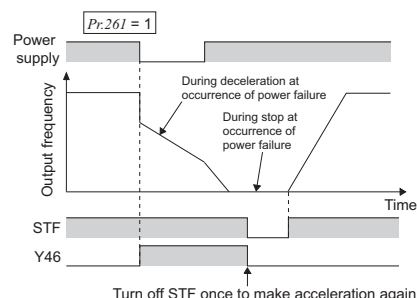 Pr.261 = 1
Power
supply
During deceleration at
occurrence of power failure
During stop at
occurrence of
power failure
Output frequency
Time
STF
Y46
Turn off STF once to make acceleration again